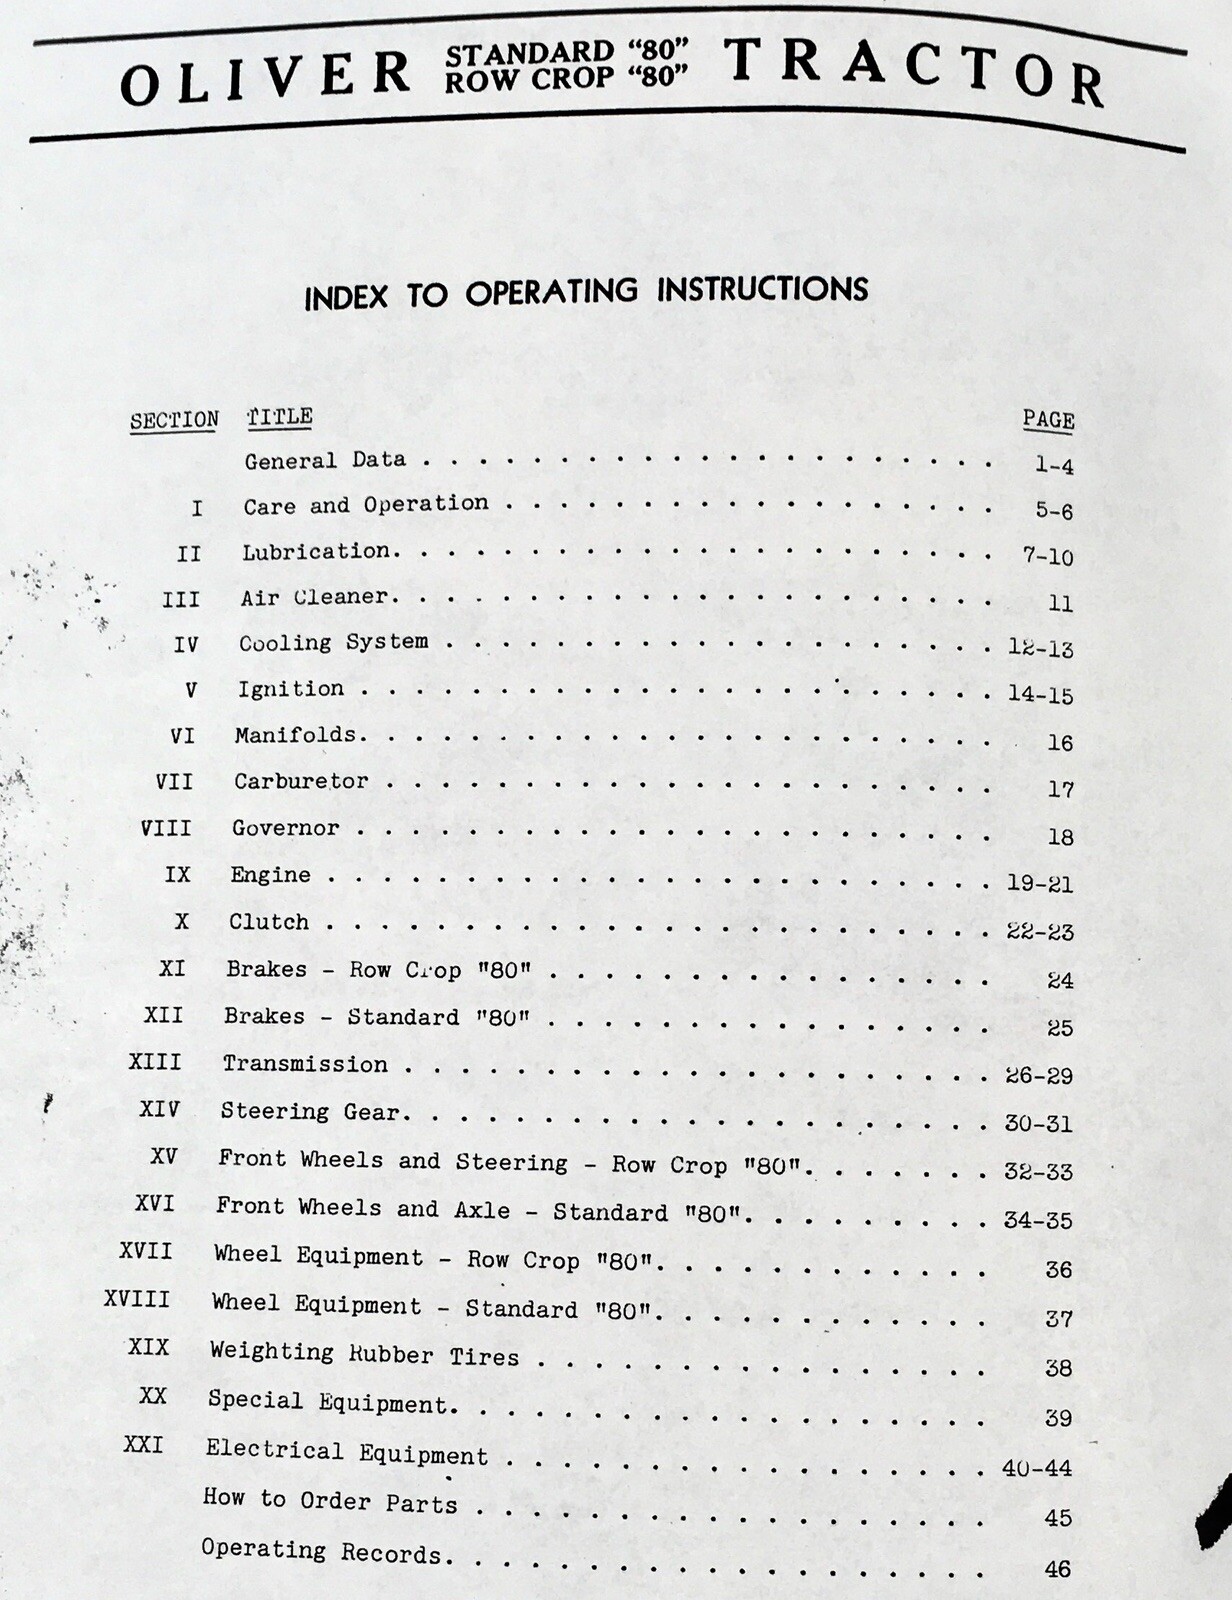 OLIVER STANDARD "80" ROW CROP "80" TRACTOR
INDEX TO OPERATING INSTRUCTIONS
SECTION TITLE PAGE
General Data . . . . . . . . . . . . . . . . . . . . . 1-4
I Care and Operation . . . . . . . . . . . . . . . . . . 5-6
II Lubrication. . . . . . . . . . . . . . . . . . . . . . 7-10
III Air Cleaner. . . . . . . . . . . . . . . . . . . . . . 11
IV Cooling System . . . . . . . . . . . . . . . . . . . . 12-13
V Ignition . . . . . . . . . . . . . . . . . . . . . . . 14-15
VI Manifolds. . . . . . . . . . . . . . . . . . . . . . . 16
VII Carburetor . . . . . . . . . . . . . . . . . . . . . . 17
VIII Governor . . . . . . . . . . . . . . . . . . . . . . . 18
IX Engine . . . . . . . . . . . . . . . . . . . . . . . . 19-21
X Clutch . . . . . . . . . . . . . . . . . . . . . . . . 22-23
XI Brakes - Row Crop "80" . . . . . . . . . . . . . . . . 24
XII Brakes - Standard "80" . . . . . . . . . . . . . . . . 25
XIII Transmission . . . . . . . . . . . . . . . . . . . . . 26-29
XIV Steering Gear. . . . . . . . . . . . . . . . . . . . . 30-31
XV Front Wheels and Steering - Row Crop "80". . . . . . . 32-33
XVI Front Wheels and Axle - Standard "80". . . . . . . . . 34-35
XVII Wheel Equipment - Row Crop "80". . . . . . . . . . . . 36
XVIII Wheel Equipment - Standard "80". . . . . . . . . . . . 37
XIX Weighting Rubber Tires . . . . . . . . . . . . . . . . 38
XX Special Equipment. . . . . . . . . . . . . . . . . . . 39
XXI Electrical Equipment . . . . . . . . . . . . . . . . . 40-44
How to Order Parts . . . . . . . . . . . . . . . . . . 45
Operating Records. . . . . . . . . . . . . . . . . . . 46